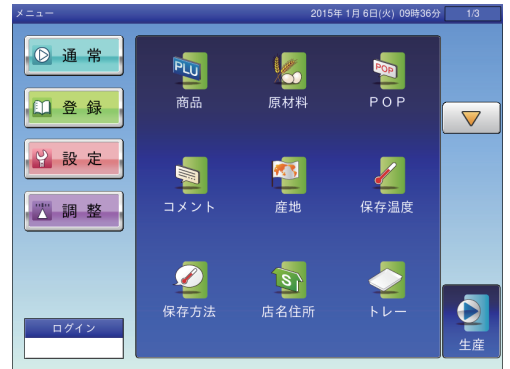 メニュー
2015年 1月 6日(火) 09時36分
1/3
通 常
登 録
設 定
調 整
PLU
商品
原材料
POP
ＰＯＰ
コメント
産地
保存温度
保存方法
S
店名住所
トレー
ログイン
生産